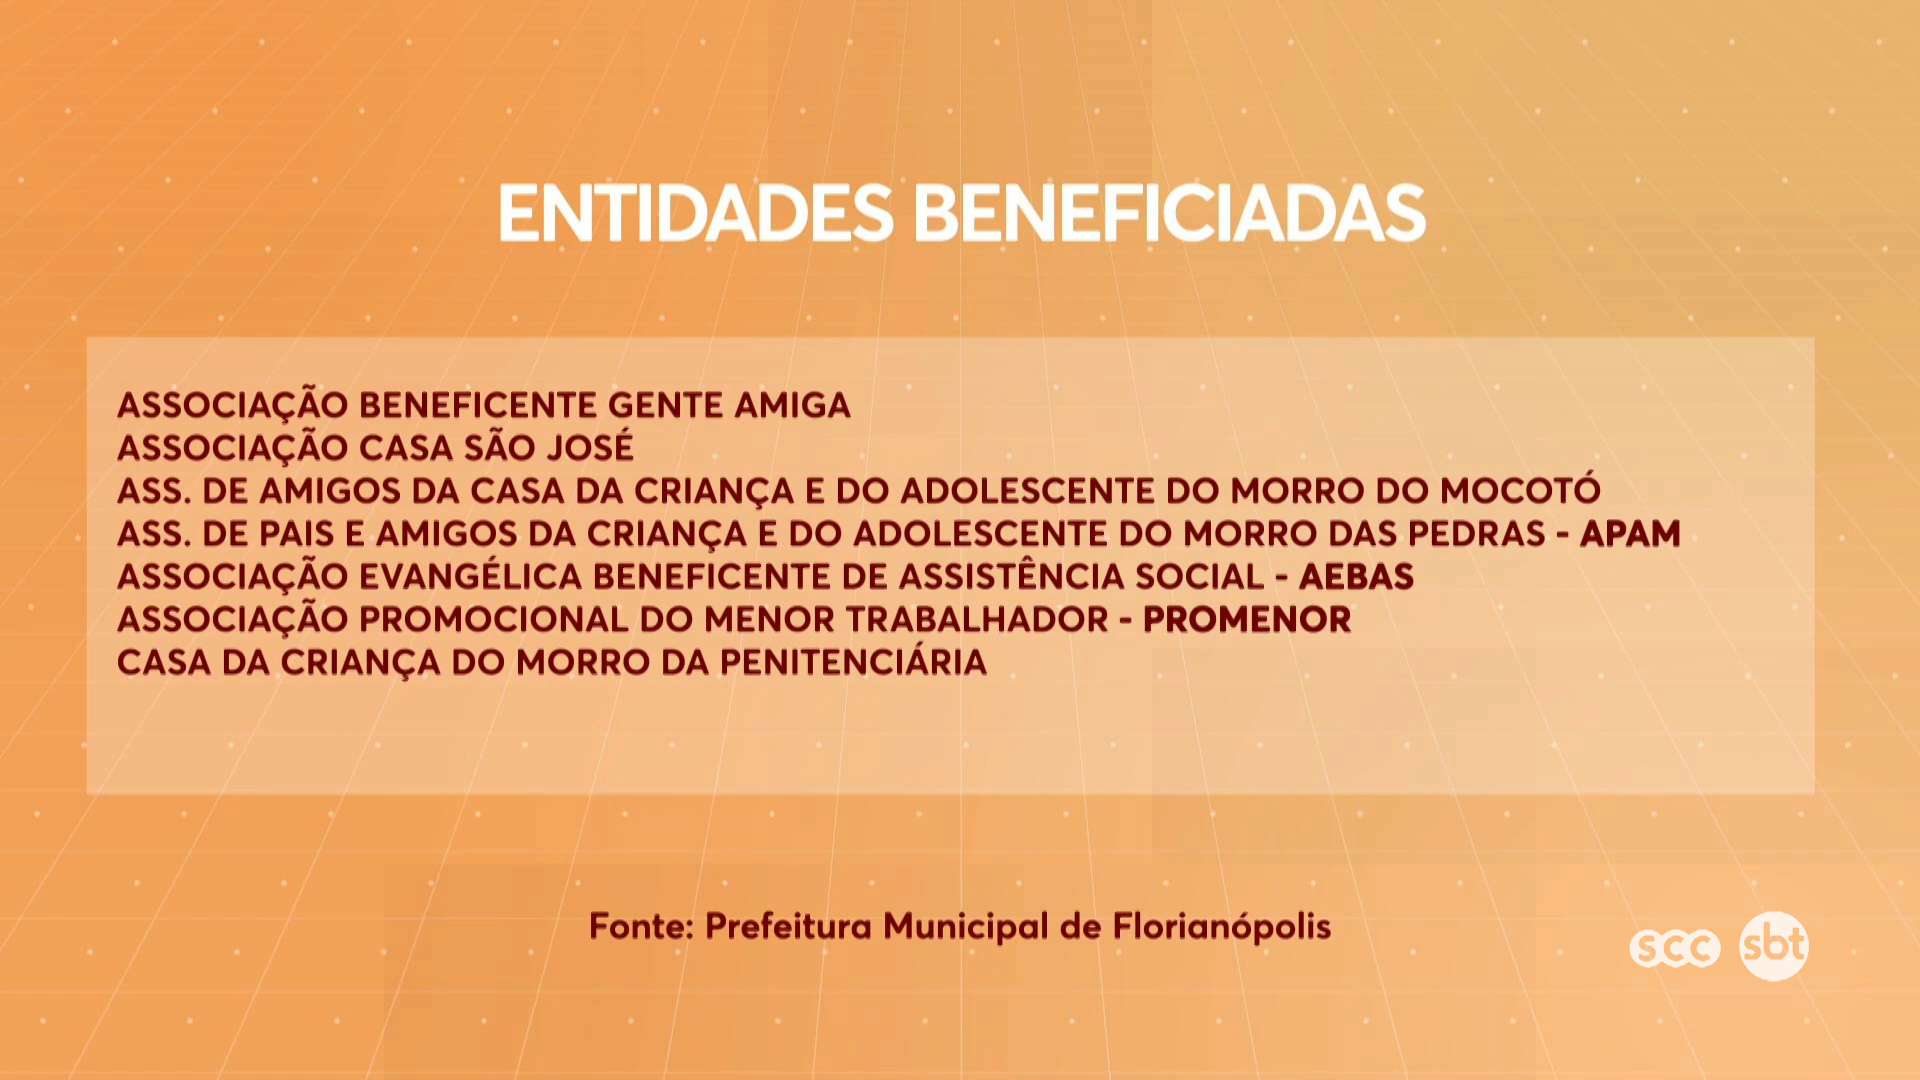 ENTIDADES BENEFICIADAS
ASSOCIAÇÃO BENEFICENTE GENTE AMIGA
ASSOCIAÇÃO CASA SÃO JOSÉ
ASS. DE AMIGOS DA CASA DA CRIANÇA E DO ADOLESCENTE DO MORRO DO MOCOTÓ
ASS. DE PAIS E AMIGOS DA CRIANÇA E DO ADOLESCENTE DO MORRO DAS PEDRAS - APAM
ASSOCIAÇÃO EVANGÉLICA BENEFICENTE DE ASSISTÊNCIA SOCIAL - AEBAS
ASSOCIAÇÃO PROMOCIONAL DO MENOR TRABALHADOR - PROMENOR
CASA DA CRIANÇA DO MORRO DA PENITENCIÁRIA
Fonte: Prefeitura Municipal de Florianópolis
scc sbt